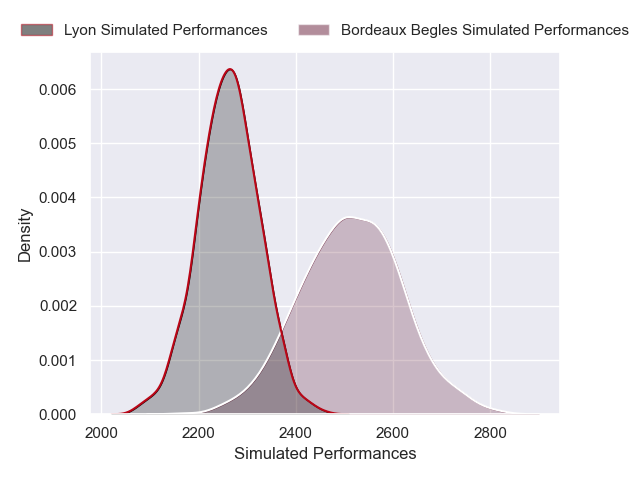 Lyon Simulated Performances
Bordeaux Begles Simulated Performances
0.006
0.005
0.004
0.003
0.002
0.001
0.000
Density
2000 2200 2400 2600 2800
Simulated Performances